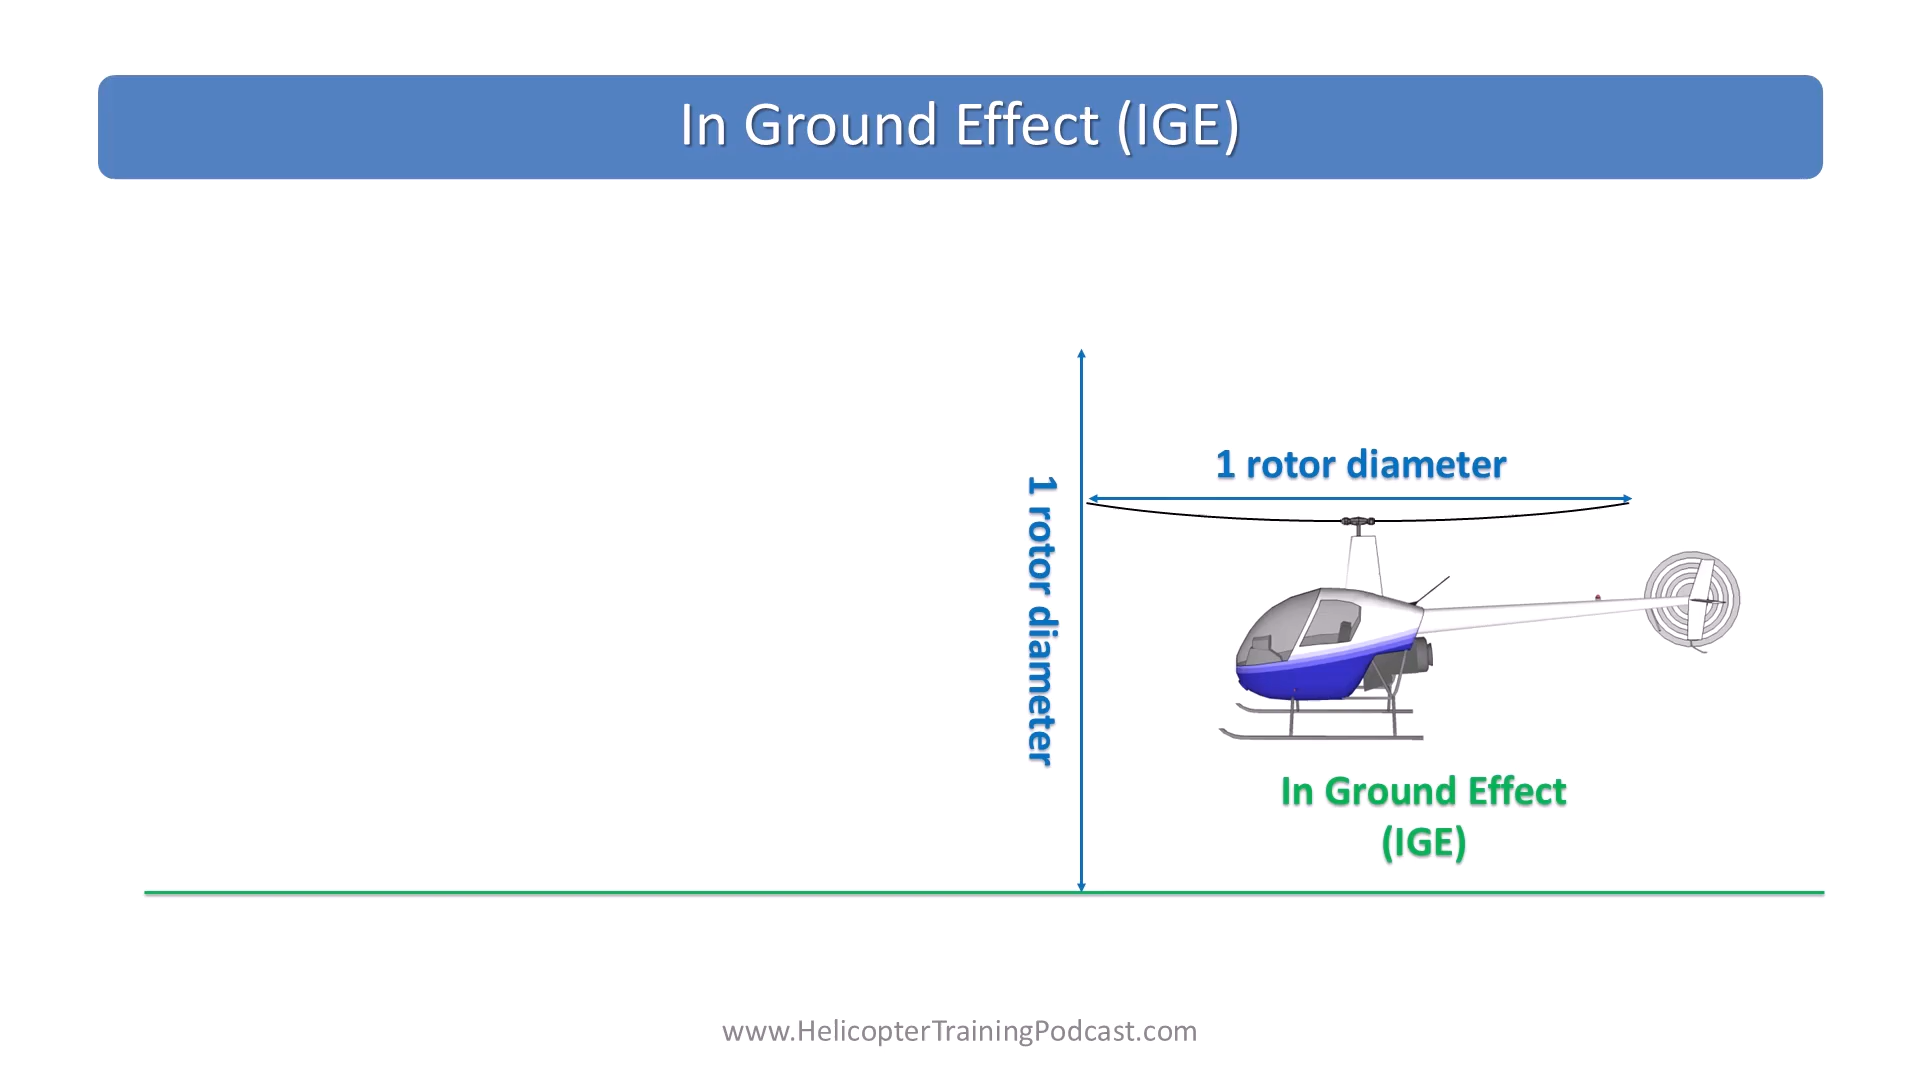 In Ground Effect (IGE)
1 rotor diameter
1 rotor diameter
In Ground Effect
(IGE)
www.HelicopterTrainingPodcast.com